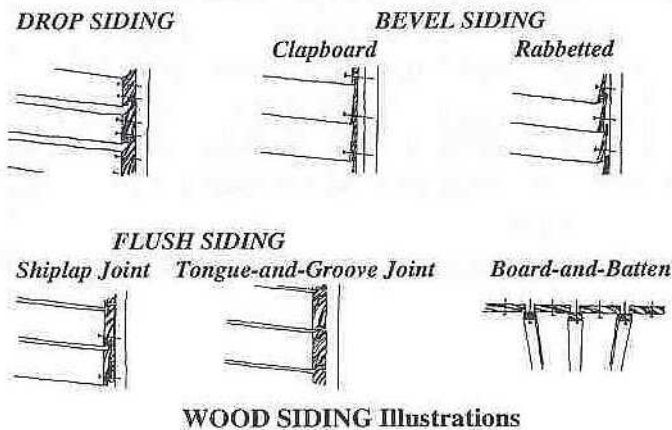 DROP SIDING
BEVEL SIDING
Clapboard
Rabbetted
FLUSH SIDING
Shiplap Joint
Tongue-and-Groove Joint
Board-and-Batten
WOOD SIDING Illustrations